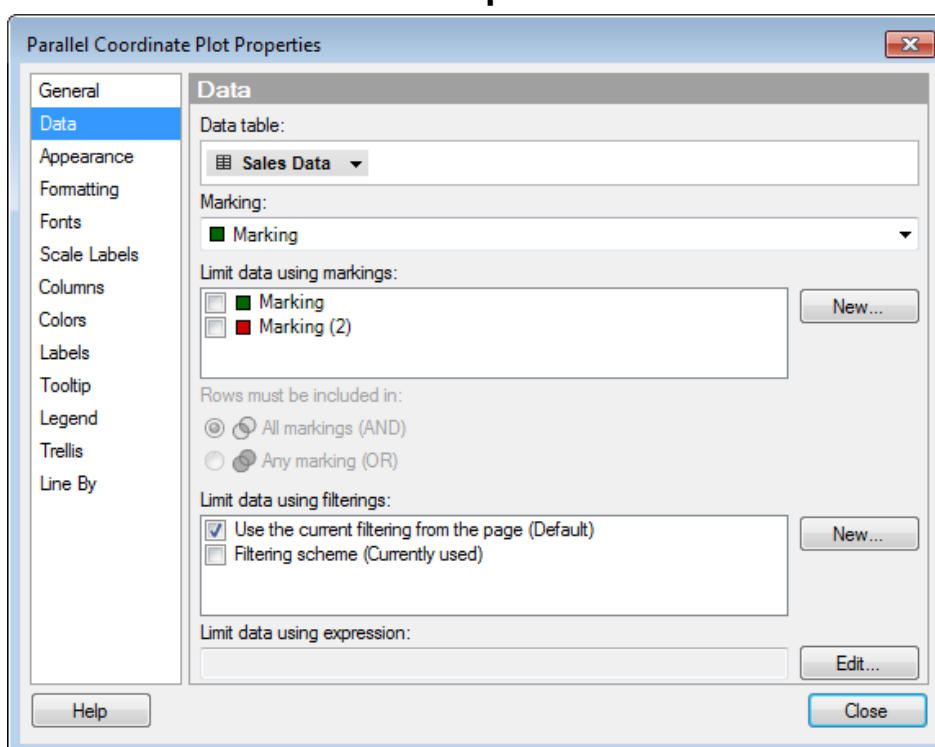 Parallel Coordinate Plot Properties
General
Data
Appearance
Formatting
Fonts
Scale Labels
Columns
Colors
Labels
Tooltip
Legend
Trellis
Line By
Data
Data table:
Sales Data
Marking:
Marking
Limit data using markings:
Marking
Marking (2)
New...
Rows must be included in:
All markings (AND)
Any marking (OR)
Limit data using filterings:
Use the current filtering from the page (Default)
Filtering scheme (Currently used)
New...
Limit data using expression:
Edit...
Help
Close